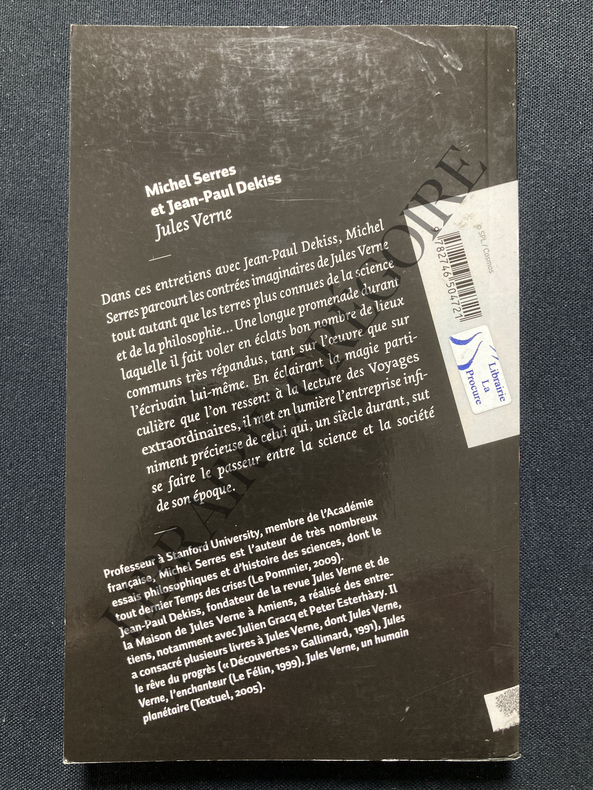 Michel Serres
et Jean-Paul Dekiss
Jules Verne
Dans ces entretiens avec Jean-Paul Dekiss, Michel
Serres parcourt les contrées imaginaires de Jules Verne
tout autant que les terres plus connues de la science
et de la philosophie... Une longue promenade durant
laquelle il fait voler en éclats bon nombre de lieux
communs très répandus, tant sur l'œuvre que sur
l'écrivain lui-même. En éclairant la magie parti-
culière que l'on ressent à la lecture des Voyages
extraordinaires, il met en lumière l'entreprise infi-
niment précieuse de celui qui, un siècle durant, sut
se faire le passeur entre la science et la société
de son époque.
Professeur à Stanford University, membre de l'Académie
française, Michel Serres est l'auteur de très nombreux
essais philosophiques et d'histoire des sciences, dont le
tout dernier Temps des crises (Le Pommier, 2009).
Jean-Paul Dekiss, fondateur de la revue Jules Verne et de
la Maison de Jules Verne à Amiens, a réalisé des entre-
tiens, notamment avec Julien Gracq et Peter Esterhàzy. Il
a consacré plusieurs livres à Jules Verne, dont Jules Verne,
le rêve du progrès (« Découvertes » Gallimard, 1991), Jules
Verne, l'enchanteur (Le Félin, 1999), Jules Verne, un humain
planétaire (Textuel, 2005).
© SPL / Cosmos
9 782746 504721
Librairie
La
Procure
LIBRAIRIE GREGOIRE